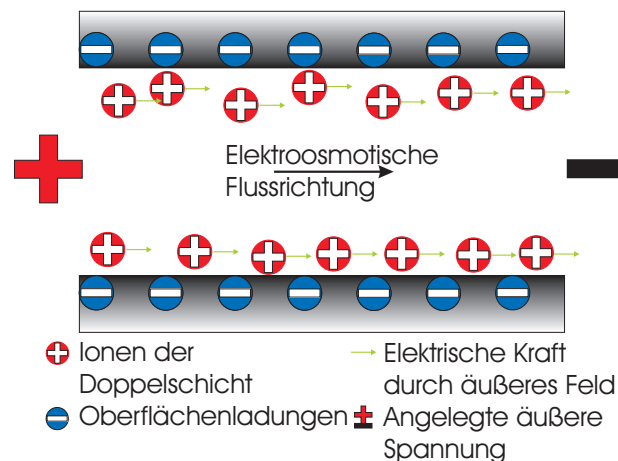 Elektroosmotische
Flussrichtung
Ionen der
Doppelschicht
Oberflächenladungen
Elektrische Kraft
durch äußeres Feld
Angelegte äußere
Spannung